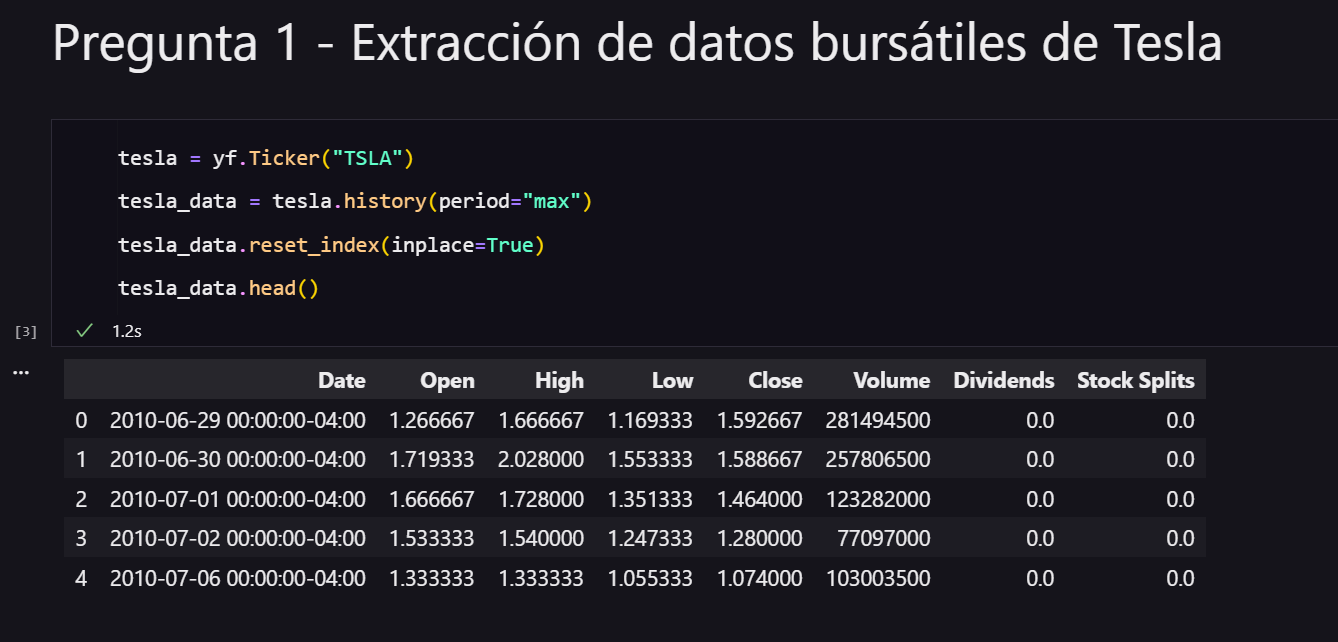 Pregunta 1 - Extracción de datos bursátiles de Tesla
tesla = yf.Ticker("TSLA")
tesla_data = tesla.history(period="max")
tesla_data.reset_index(inplace=True)
tesla_data.head()
[3] ✓ 1.2s
...
Date Open High Low Close Volume Dividends Stock Splits
0 2010-06-29 00:00:00-04:00 1.266667 1.666667 1.169333 1.592667 281494500 0.0 0.0
1 2010-06-30 00:00:00-04:00 1.719333 2.028000 1.553333 1.588667 257806500 0.0 0.0
2 2010-07-01 00:00:00-04:00 1.666667 1.728000 1.351333 1.464000 123282000 0.0 0.0
3 2010-07-02 00:00:00-04:00 1.533333 1.540000 1.247333 1.280000 77097000 0.0 0.0
4 2010-07-06 00:00:00-04:00 1.333333 1.333333 1.055333 1.074000 103003500 0.0 0.0